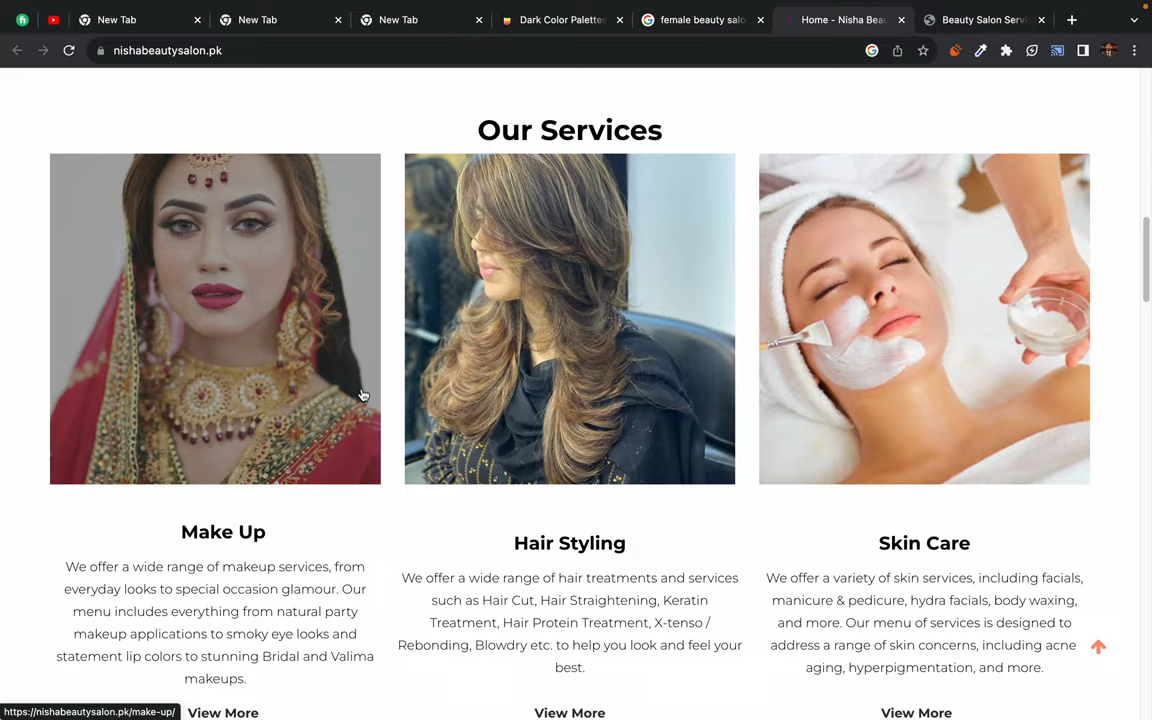 New Tab
New Tab
New Tab
Dark Color Palettes
female beauty salo
Home - Nisha Beau
Beauty Salon Servi
nishabeautysalon.pk
Our Services
Make Up
We offer a wide range of makeup services, from
everyday looks to special occasion glamour. Our
menu includes everything from natural party
makeup applications to smoky eye looks and
statement lip colors to stunning Bridal and Valima
makeups.
View More
Hair Styling
We offer a wide range of hair treatments and services
such as Hair Cut, Hair Straightening, Keratin
Treatment, Hair Protein Treatment, X-tenso /
Rebonding, Blowdry etc. to help you look and feel your
best.
View More
Skin Care
We offer a variety of skin services, including facials,
manicure & pedicure, hydra facials, body waxing,
and more. Our menu of services is designed to
address a range of skin concerns, including acne
aging, hyperpigmentation, and more.
View More
https://nishabeautysalon.pk/make-up/